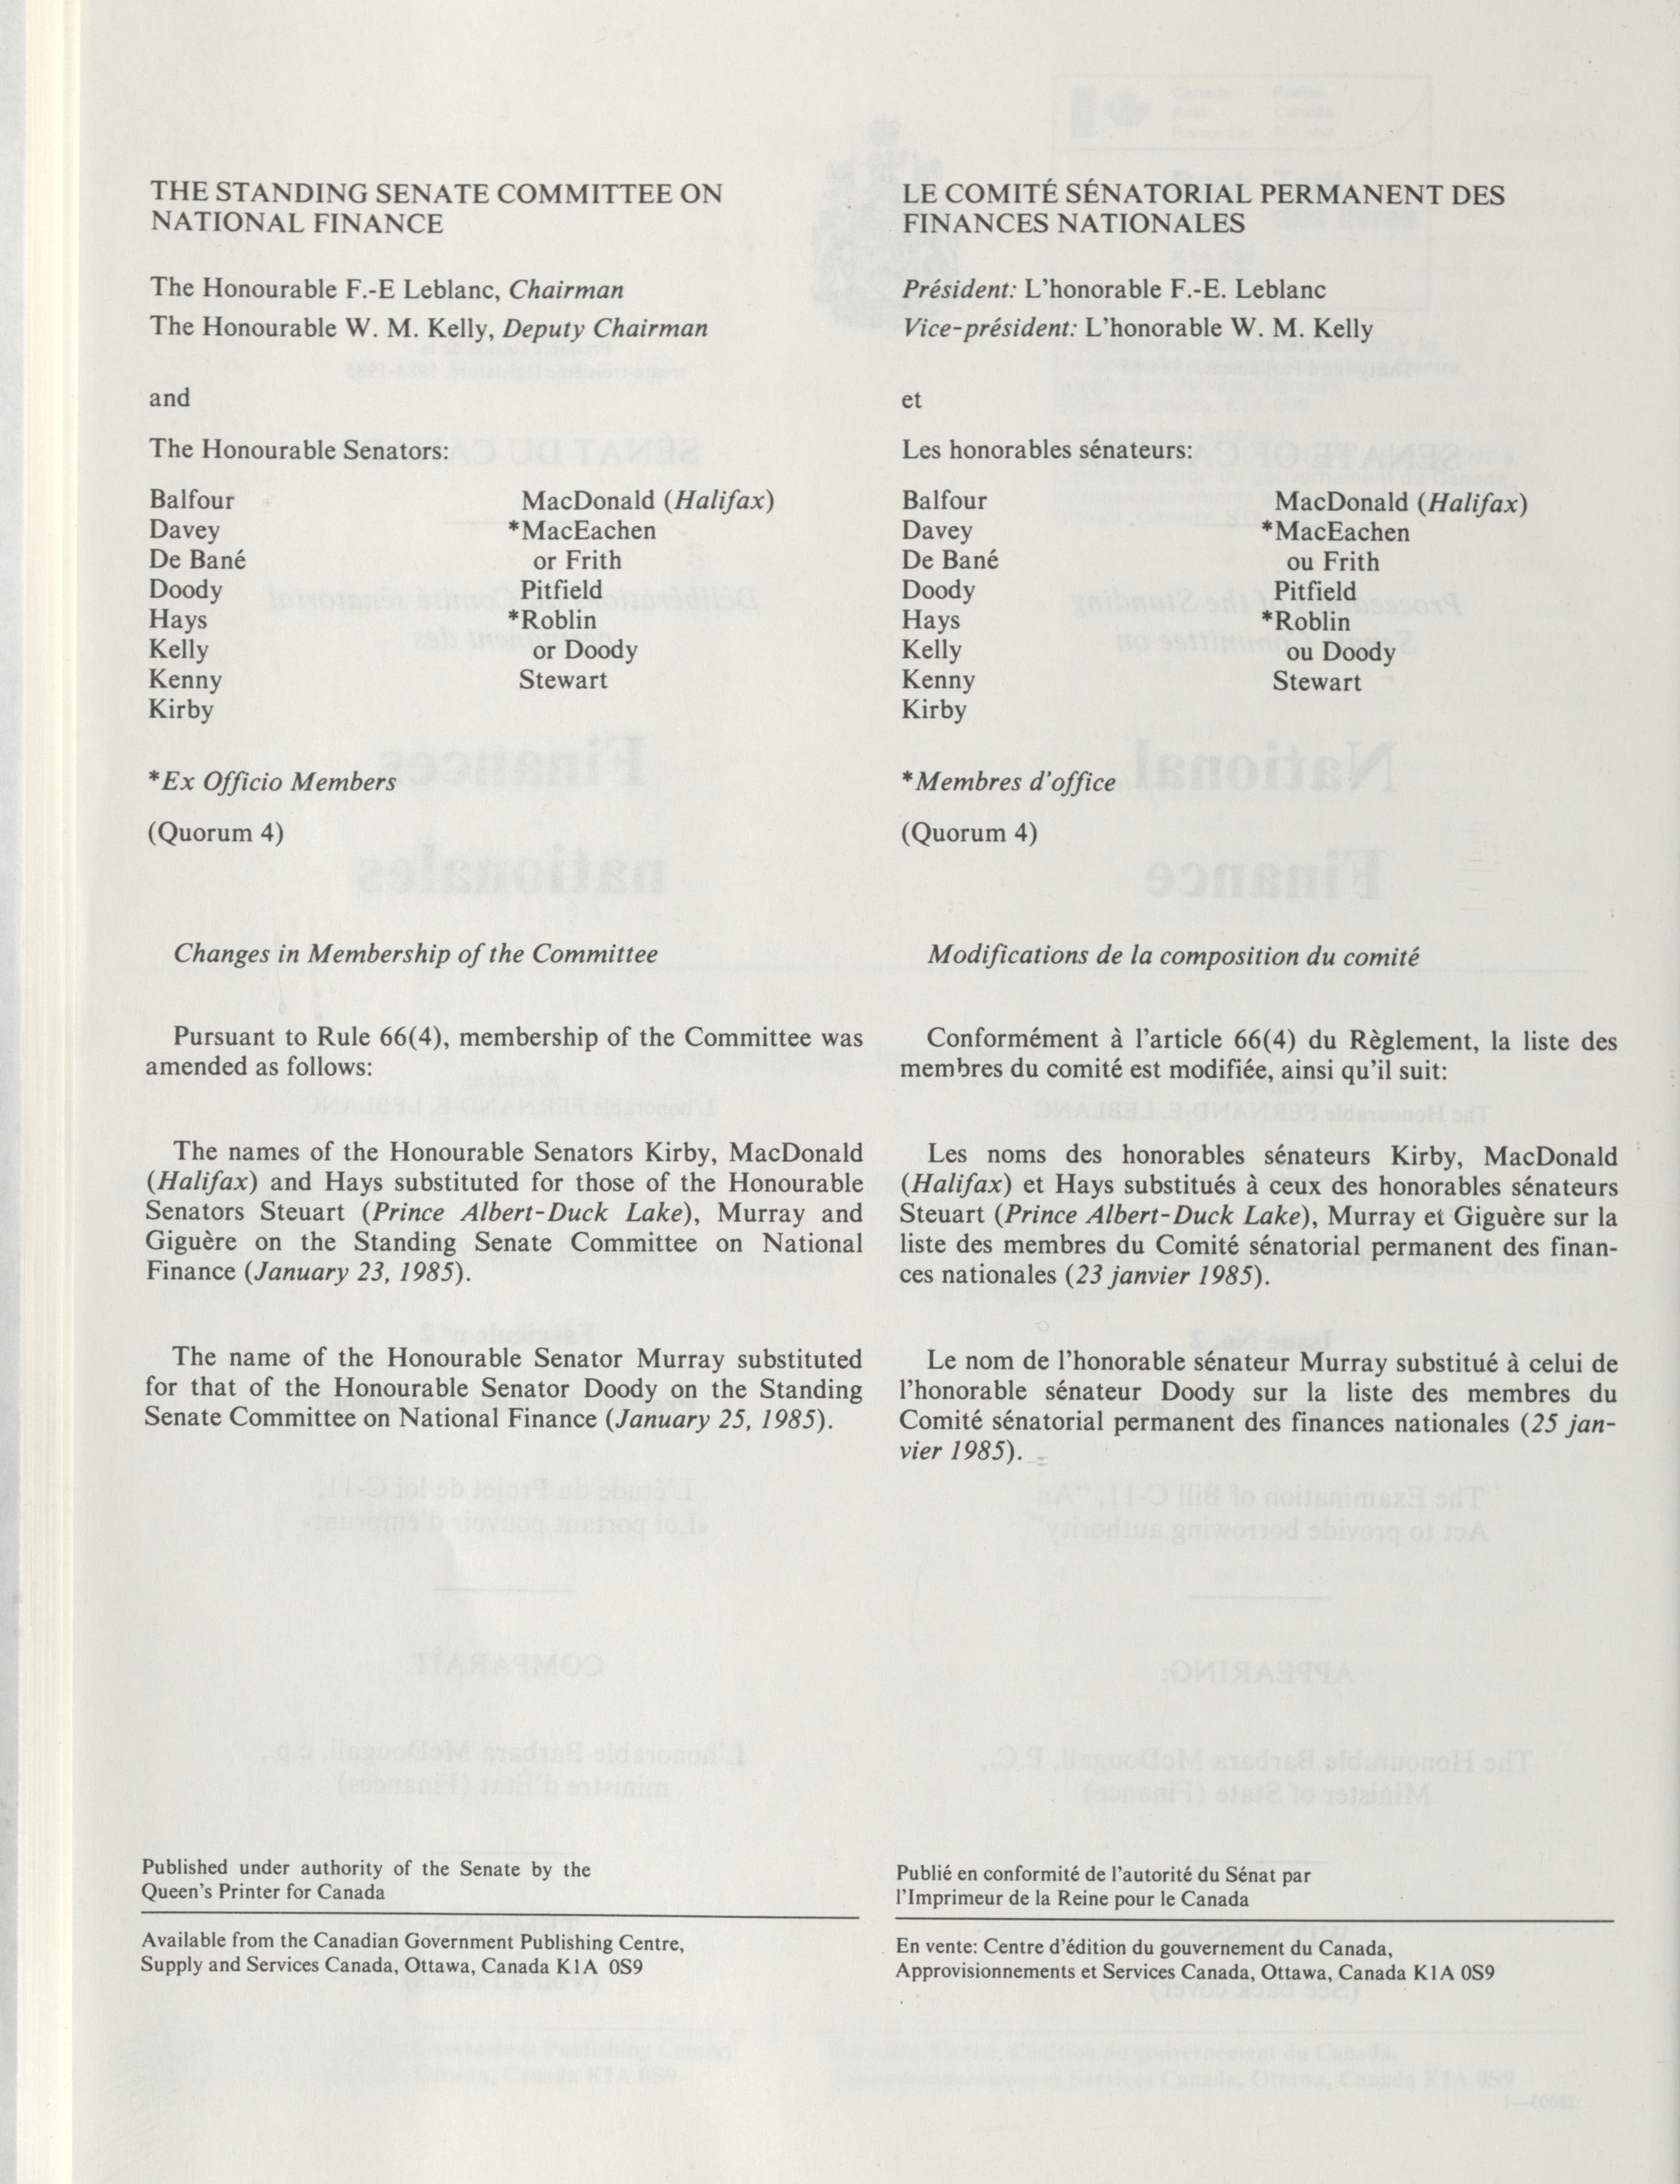 THE STANDING SENATE COMMITTEE ON
NATIONAL FINANCE
The Honourable F.-E Leblanc, Chairman
The Honourable W. M. Kelly, Deputy Chairman
and
The Honourable Senators:
Balfour
Davey
De Bané
Doody
Hays
Kelly
Kenny
Kirby
MacDonald (Halifax)
*MacEachen
or Frith
Pitfield
*Roblin
or Doody
Stewart
*Ex Officio Members
(Quorum 4)
Changes in Membership of the Committee
Pursuant to Rule 66(4), membership of the Committee was
amended as follows:
The names of the Honourable Senators Kirby, MacDonald
(Halifax) and Hays substituted for those of the Honourable
Senators Steuart (Prince Albert-Duck Lake), Murray and
Giguère on the Standing Senate Committee on National
Finance (January 23, 1985).
The name of the Honourable Senator Murray substituted
for that of the Honourable Senator Doody on the Standing
Senate Committee on National Finance (January 25, 1985).
Published under authority of the Senate by the
Queen's Printer for Canada
Available from the Canadian Government Publishing Centre,
Supply and Services Canada, Ottawa, Canada K1A 0S9
LE COMITÉ SÉNATORIAL PERMANENT DES
FINANCES NATIONALES
Président: L'honorable F.-E. Leblanc
Vice-président: L'honorable W. M. Kelly
et
Les honorables sénateurs:
Balfour
Davey
De Bané
Doody
Hays
Kelly
Kenny
Kirby
MacDonald (Halifax)
*MacEachen
ou Frith
Pitfield
*Roblin
ou Doody
Stewart
*Membres d'office
(Quorum 4)
Modifications de la composition du comité
Conformément à l'article 66(4) du Règlement, la liste des
membres du comité est modifiée, ainsi qu'il suit:
Les noms des honorables sénateurs Kirby, MacDonald
(Halifax) et Hays substitués à ceux des honorables sénateurs
Steuart (Prince Albert-Duck Lake), Murray et Giguère sur la
liste des membres du Comité sénatorial permanent des finan-
ces nationales (23 janvier 1985).
Le nom de l'honorable sénateur Murray substitué à celui de
l'honorable sénateur Doody sur la liste des membres du
Comité sénatorial permanent des finances nationales (25 jan-
vier 1985).
Publié en conformité de l'autorité du Sénat par
l'Imprimeur de la Reine pour le Canada
En vente: Centre d'édition du gouvernement du Canada,
Approvisionnements et Services Canada, Ottawa, Canada K1A 0S9